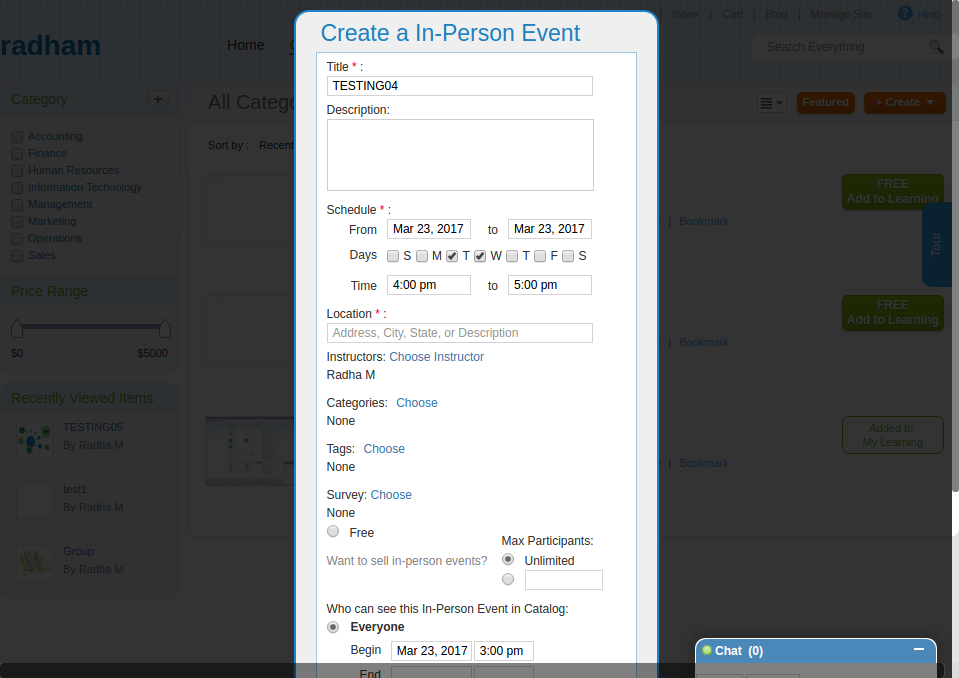 Inbox | Cart | Blog | Manage Site ? Help
radham
Home
Search Everything
Create a In-Person Event
Category +
Accounting
Finance
Human Resources
Information Technology
Management
Marketing
Operations
Sales
Price Range
$0 $5000
Recently Viewed Items
TESTING05
By Radha M
test1
By Radha M
Group
By Radha M
All Catego
Sort by : Recent
Featured
+ Create
FREE
Add to Learning
| Bookmark
Tour
FREE
Add to Learning
| Bookmark
Added to
My Learning
| Bookmark
Title * :
TESTING04
Description:
Schedule * :
From Mar 23, 2017 to Mar 23, 2017
Days S M T W T F S
Time 4:00 pm to 5:00 pm
Location * :
Address, City, State, or Description
Instructors: Choose Instructor
Radha M
Categories: Choose
None
Tags: Choose
None
Survey: Choose
None
Free
Want to sell in-person events?
Max Participants:
Unlimited
Who can see this In-Person Event in Catalog:
Everyone
Begin Mar 23, 2017 3:00 pm
End
Chat (0)